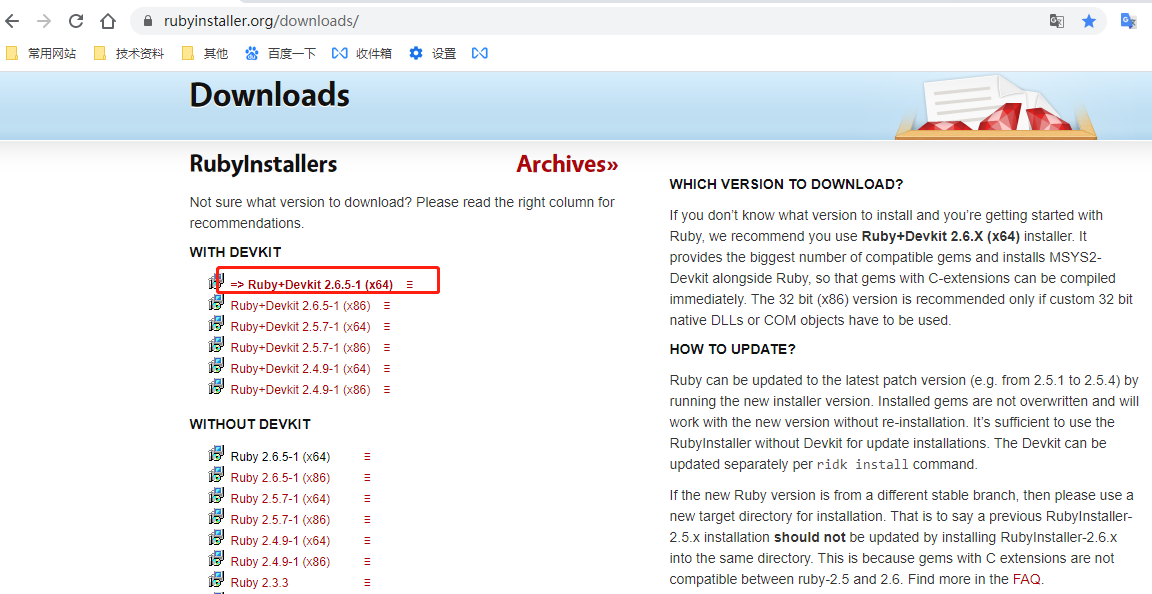 rubyinstaller.org/downloads/
常用网站 技术资料 其他 百度一下 收件箱 设置
Downloads
RubyInstallers Archives»
Not sure what version to download? Please read the right column for
recommendations.
WITH DEVKIT
=> Ruby+Devkit 2.6.5-1 (x64) ≡
Ruby+Devkit 2.6.5-1 (x86) ≡
Ruby+Devkit 2.5.7-1 (x64) ≡
Ruby+Devkit 2.5.7-1 (x86) ≡
Ruby+Devkit 2.4.9-1 (x64) ≡
Ruby+Devkit 2.4.9-1 (x86) ≡
WITHOUT DEVKIT
Ruby 2.6.5-1 (x64) ≡
Ruby 2.6.5-1 (x86) ≡
Ruby 2.5.7-1 (x64) ≡
Ruby 2.5.7-1 (x86) ≡
Ruby 2.4.9-1 (x64) ≡
Ruby 2.4.9-1 (x86) ≡
Ruby 2.3.3 ≡
WHICH VERSION TO DOWNLOAD?
If you don’t know what version to install and you’re getting started with
Ruby, we recommend you use Ruby+Devkit 2.6.X (x64) installer. It
provides the biggest number of compatible gems and installs MSYS2-
Devkit alongside Ruby, so that gems with C-extensions can be compiled
immediately. The 32 bit (x86) version is recommended only if custom 32 bit
native DLLs or COM objects have to be used.
HOW TO UPDATE?
Ruby can be updated to the latest patch version (e.g. from 2.5.1 to 2.5.4) by
running the new installer version. Installed gems are not overwritten and will
work with the new version without re-installation. It’s sufficient to use the
RubyInstaller without Devkit for update installations. The Devkit can be
updated separately per ridk install command.
If the new Ruby version is from a different stable branch, then please use a
new target directory for installation. That is to say a previous RubyInstaller-
2.5.x installation should not be updated by installing RubyInstaller-2.6.x
into the same directory. This is because gems with C extensions are not
compatible between ruby-2.5 and 2.6. Find more in the FAQ.